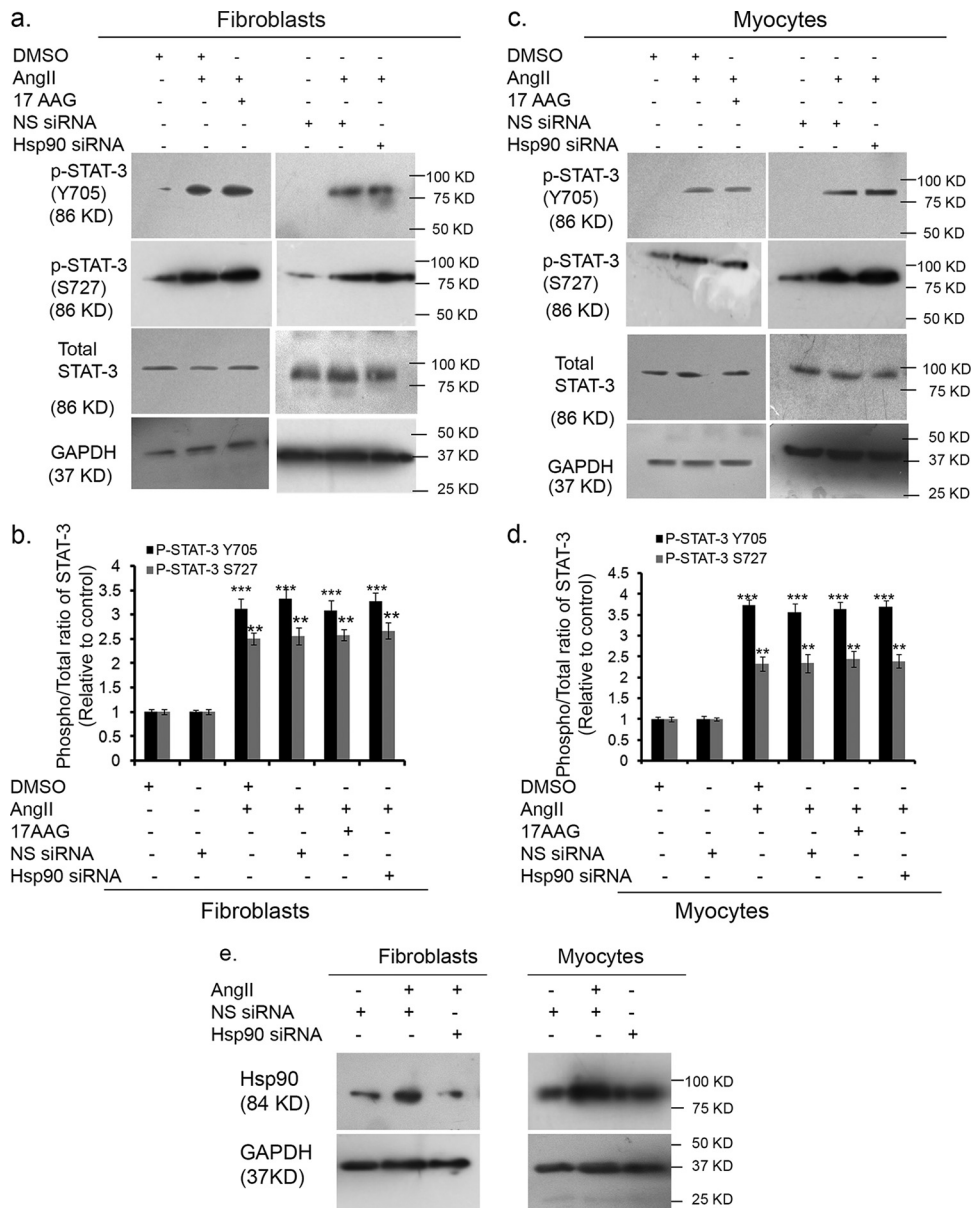 a.
Fibroblasts
DMSO + + - - - -
AngII - + + - + +
17 AAG - - + - - -
NS siRNA - - - + + -
Hsp90 siRNA - - - - - +
p-STAT-3
(Y705)
(86 KD)
100 KD
75 KD
50 KD
p-STAT-3
(S727)
(86 KD)
100 KD
75 KD
50 KD
Total
STAT-3
(86 KD)
100 KD
75 KD
GAPDH
(37 KD)
50 KD
37 KD
25 KD
c.
Myocytes
DMSO + + - - - -
AngII - + + - + +
17 AAG - - + - - -
NS siRNA - - - + + -
Hsp90 siRNA - - - - - +
p-STAT-3
(Y705)
(86 KD)
100 KD
75 KD
50 KD
p-STAT-3
(S727)
(86 KD)
100 KD
75 KD
50 KD
Total
STAT-3
(86 KD)
100 KD
75 KD
GAPDH
(37 KD)
50 KD
37 KD
25 KD
b.
Phospho/Total ratio of STAT-3
(Relative to control)
P-STAT-3 Y705
P-STAT-3 S727
4
3.5
3
2.5
2
1.5
1
0.5
0
*** ** *** ** *** ** *** **
DMSO + - + - - -
AngII - - + + + +
17AAG - - - - + -
NS siRNA - + - + - -
Hsp90 siRNA - - - - - +
Fibroblasts
d.
Phospho/Total ratio of STAT-3
(Relative to control)
P-STAT-3 Y705
P-STAT-3 S727
4.5
4
3.5
3
2.5
2
1.5
1
0.5
0
*** ** *** ** *** ** *** **
DMSO + - + - - -
AngII - - + + + +
17AAG - - - - + -
NS siRNA - + - + - -
Hsp90 siRNA - - - - - +
Myocytes
e.
Fibroblasts Myocytes
AngII - + + - + -
NS siRNA + + - + + -
Hsp90 siRNA - - + - - +
Hsp90
(84 KD)
100 KD
75 KD
GAPDH
(37KD)
50 KD
37 KD
25 KD